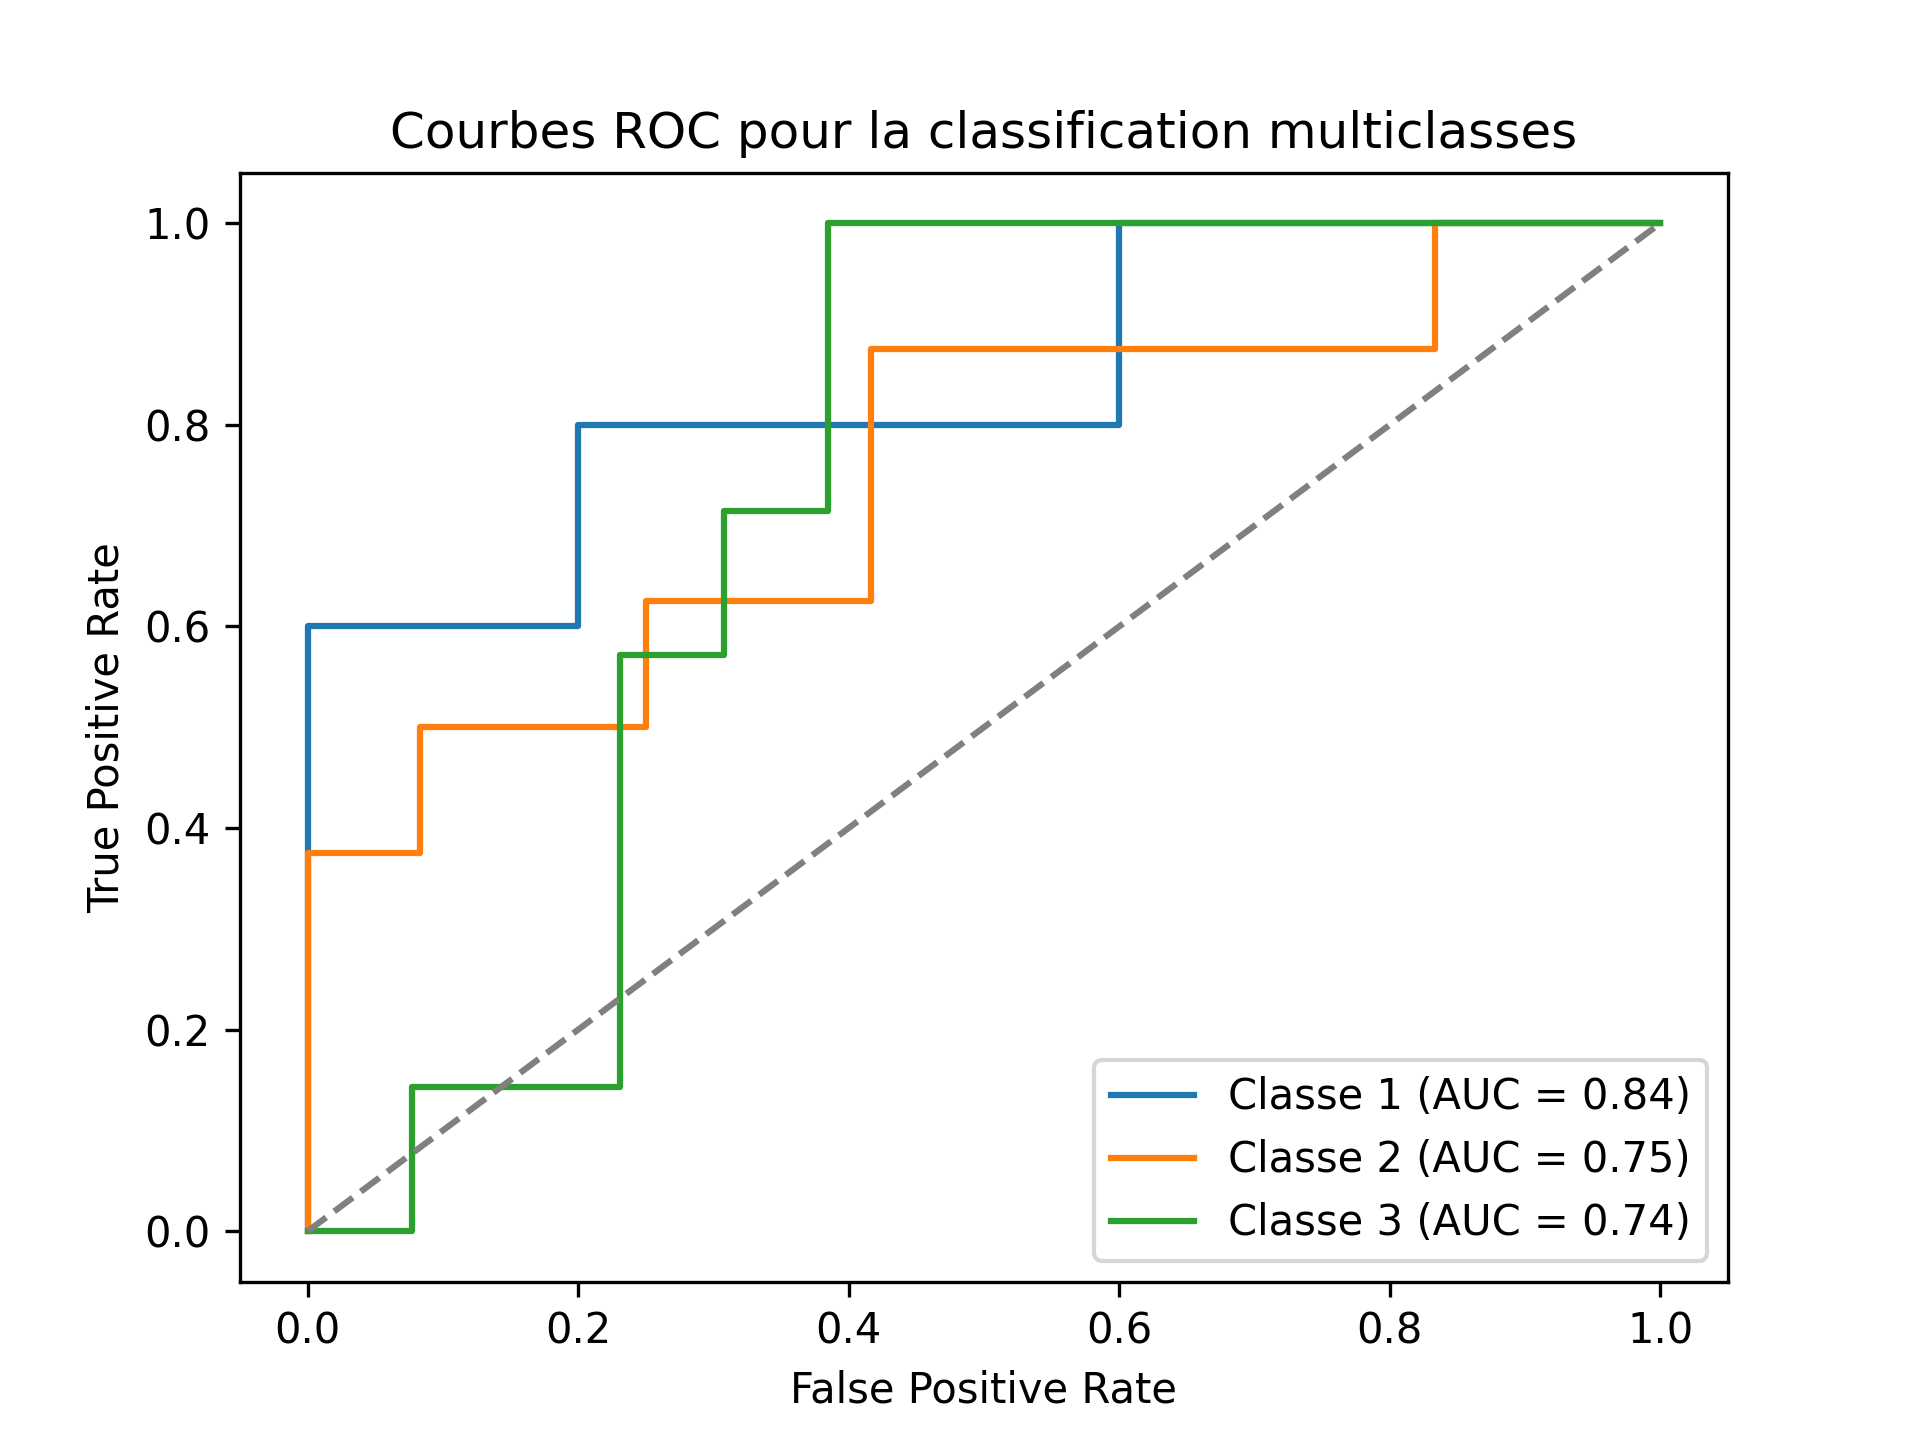 Courbes ROC pour la classification multiclasses
True Positive Rate
1.0
0.8
0.6
0.4
0.2
0.0
0.0 0.2 0.4 0.6 0.8 1.0
False Positive Rate
Classe 1 (AUC = 0.84)
Classe 2 (AUC = 0.75)
Classe 3 (AUC = 0.74)